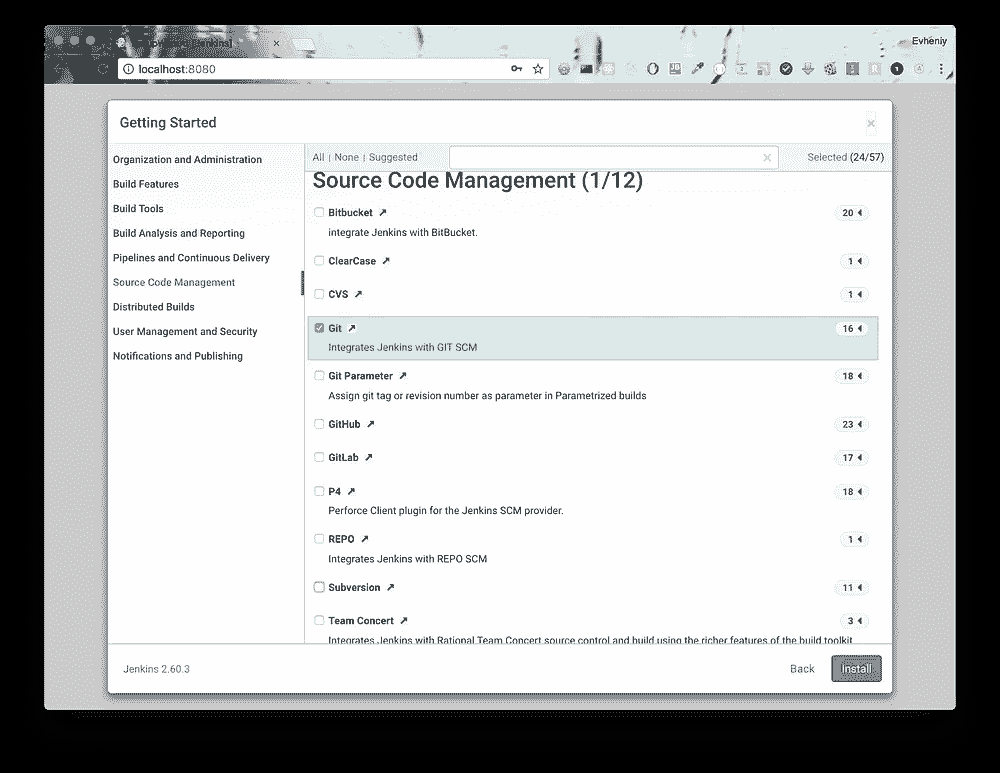 Evheniy
localhost:8080
Getting Started
Organization and Administration
Build Features
Build Tools
Build Analysis and Reporting
Pipelines and Continuous Delivery
Source Code Management
Distributed Builds
User Management and Security
Notifications and Publishing
All | None | Suggested
Selected (24/57)
Source Code Management (1/12)
Bitbucket 20
integrate Jenkins with BitBucket.
ClearCase 1
CVS 1
Git 16
Integrates Jenkins with GIT SCM
Git Parameter 18
Assign git tag or revision number as parameter in Parametrized builds
GitHub 23
GitLab 17
P4 18
Perforce Client plugin for the Jenkins SCM provider.
REPO 1
Integrates Jenkins with REPO SCM
Subversion 11
Team Concert 3
Integrates Jenkins with Rational Team Concert source control and build using the richer features of the build toolkit
Jenkins 2.60.3
Back
Install